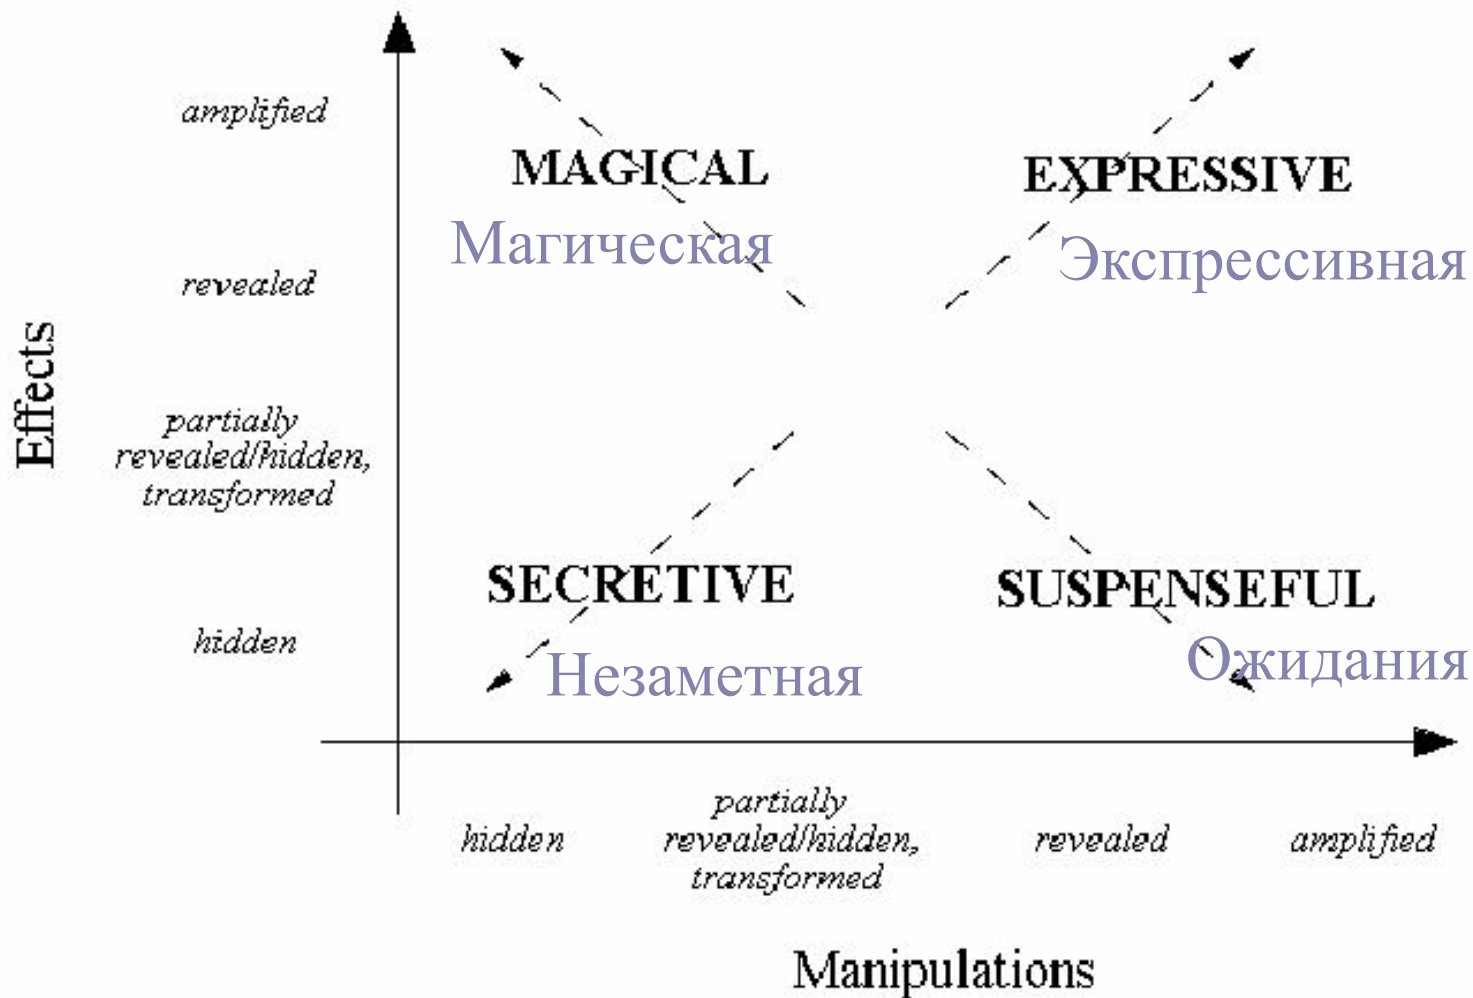 amplified
MAGICAL
EXPRESSIVE
Магическая
Экспрессивная
revealed
Effects
partially
revealed/hidden,
transformed
SECRETIVE
SUSPENSEFUL
hidden
Незаметная
Ожидания
hidden
partially
revealed/hidden,
transformed
revealed
amplified
Manipulations